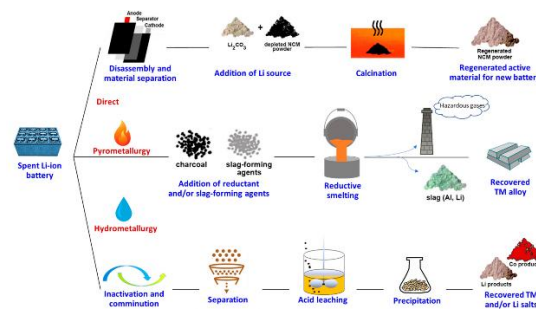 Anode
Separator
Cathode
Disassembly and
material separation
Li2CO3
+
depleted NCM
powder
Addition of Li source
Calcination
Regenerated
NCM powder
Regenerated active
material for new batter
Direct
Spent Li-ion
battery
Pyrometallurgy
charcoal
slag-forming
agents
Addition of reductant
and/or slag-forming agents
Reductive
smelting
Hazardous gases
slag (Al, Li)
Recovered
TM alloy
Hydrometallurgy
Inactivation and
comminution
Separation
Acid leaching
Precipitation
Co produc
Li products
Recovered TM
and/or Li salts